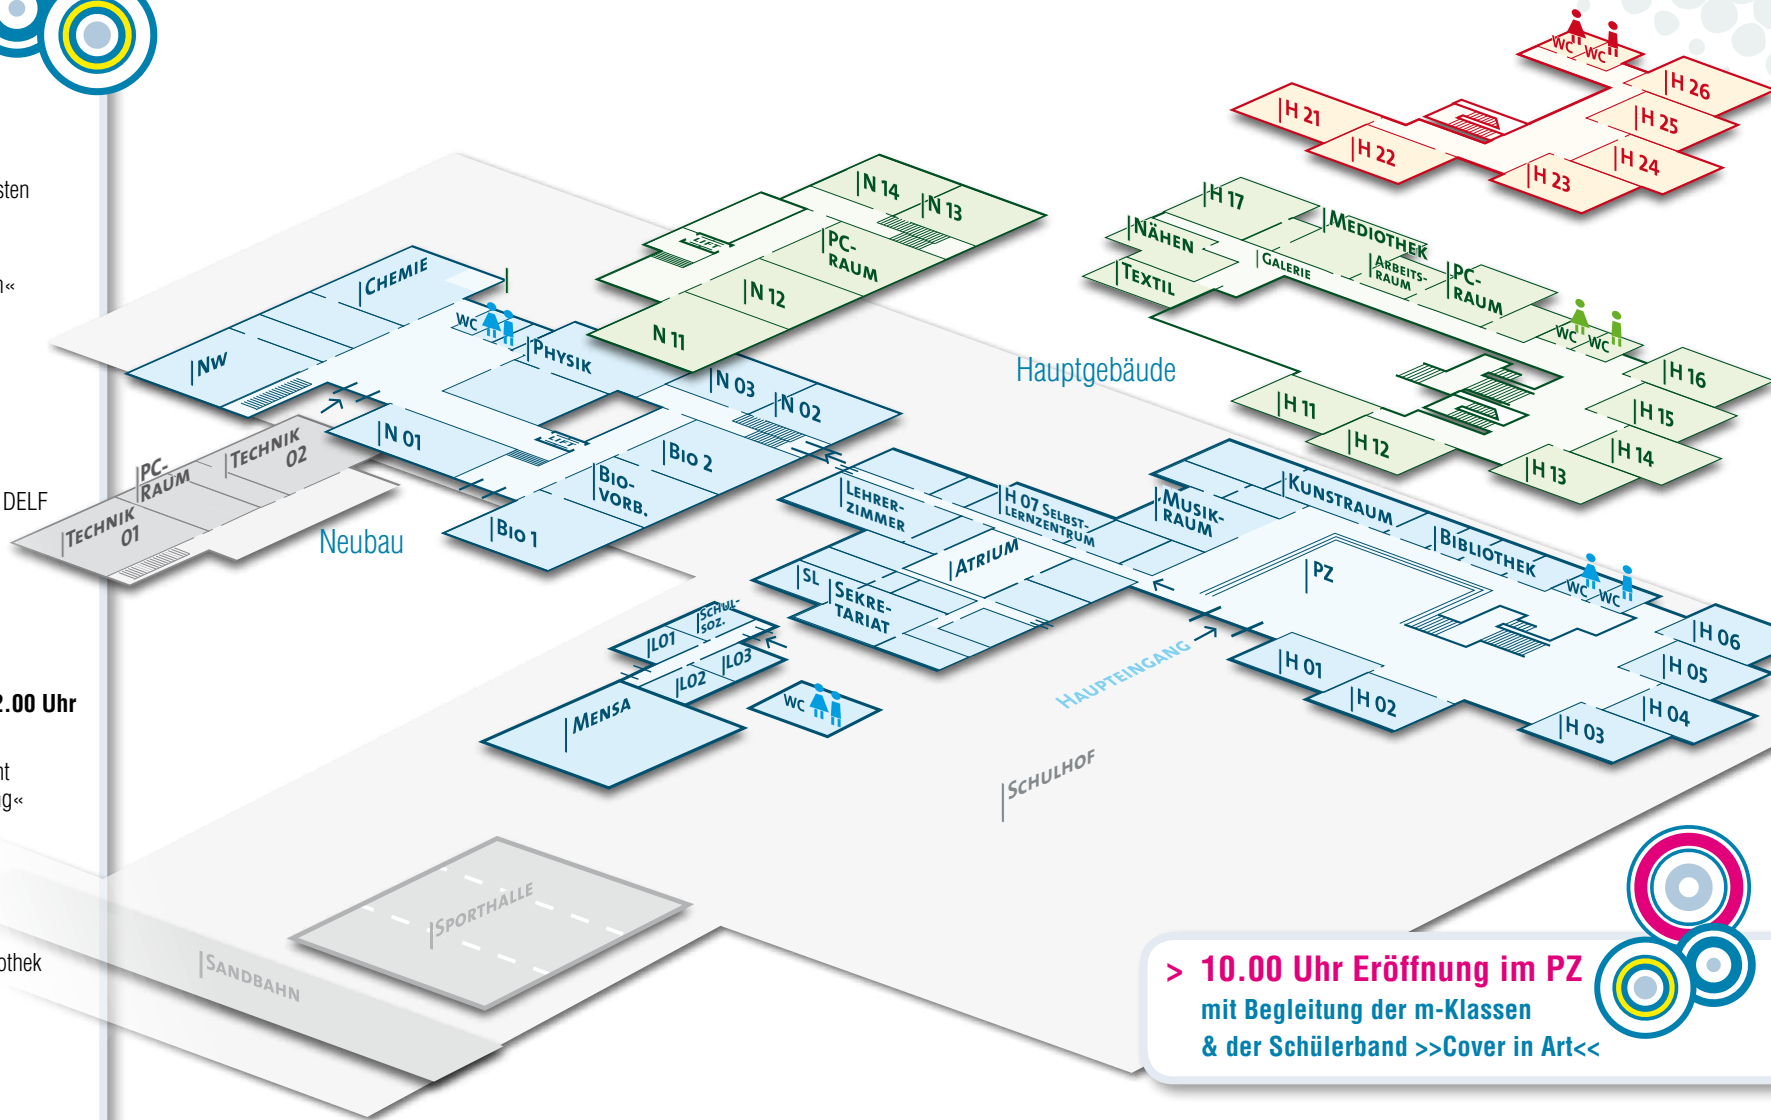 sten
n«
DELF
2.00 Uhr
nt
ng«
othek
WC WC
H 26
H 25
H 24
H 23
H 22
H 21
H 17
NÄHEN
TEXTIL
GALERIE
MEDIOTHEK
ARBEITS-
RAUM
PC-
RAUM
WC WC
H 16
H 15
H 14
H 13
H 12
H 11
N 14
N 13
LIFT
PC-
RAUM
N 12
N 11
CHEMIE
NW
WC
PHYSIK
N 03
N 02
N 01
LIFT
BIO 2
BIO-
VORB.
BIO 1
PC-
RAUM
TECHNIK
02
TECHNIK
01
Neubau
Hauptgebäude
LEHRER-
ZIMMER
H 07 SELBST-
LERNZENTRUM
MUSIK-
RAUM
KUNSTRAUM
BIBLIOTHEK
WC WC
ATRIUM
SL
SEKRE-
TARIAT
PZ
HAUPTEINGANG
H 01
H 02
H 03
H 04
H 05
H 06
SCHUL-
SOZ.
L01
L02
L03
MENSA
WC
SCHULHOF
SPORTHALLE
SANDBAHN
> 10.00 Uhr Eröffnung im PZ
mit Begleitung der m-Klassen
& der Schülerband >>Cover in Art<<